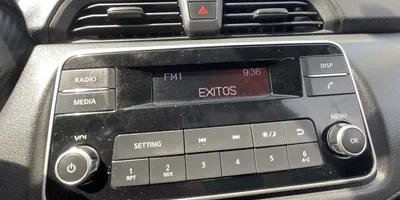 RADIO
FM1
9:36
DISP
MEDIA
EXITOS
VOL
SETTING
MENU
OK
1
RPT
2
MIX
3
4
5
6
A-Z